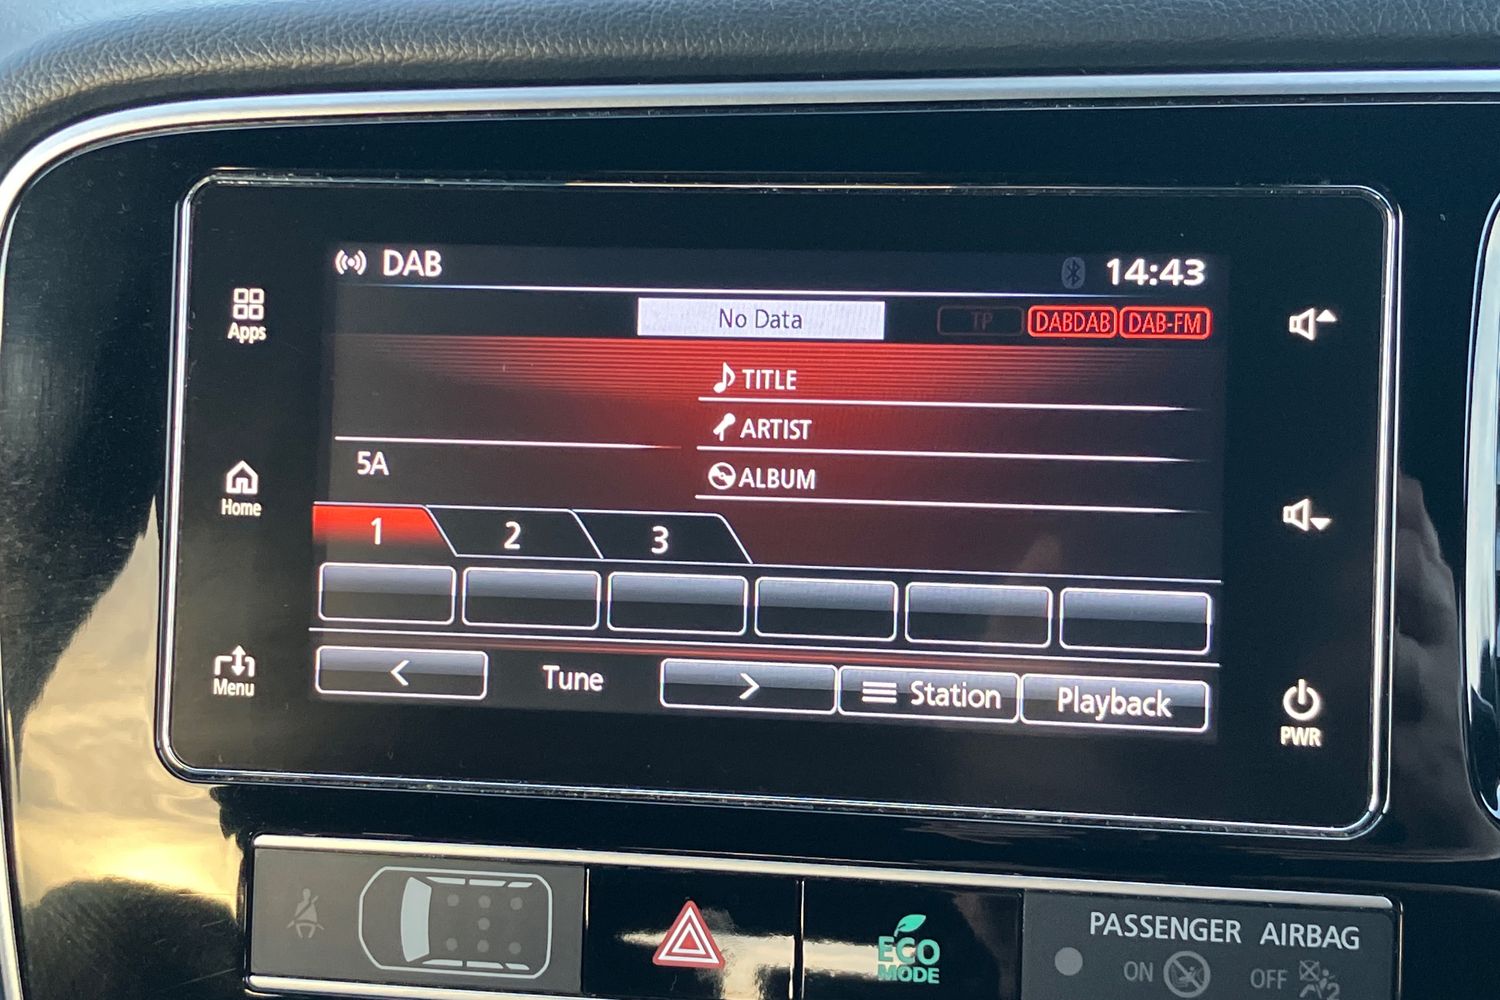 DAB
14:43
No Data
TP
DABDAB
DAB-FM
Apps
TITLE
ARTIST
5A
ALBUM
Home
1
2
3
Menu
<
Tune
>
Station
Playback
PWR
PASSENGER AIRBAG
ON
OFF
ECO
MODE